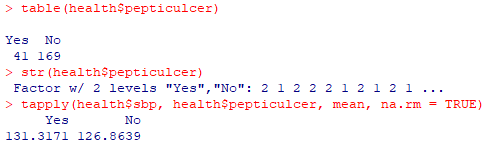 > table(health$pepticulcer)
Yes  No
 41 169
> str(health$pepticulcer)
 Factor w/ 2 levels "Yes","No": 2 1 2 2 2 1 2 1 2 1 ...
> tapply(health$sbp, health$pepticulcer, mean, na.rm = TRUE)
     Yes       No
131.3171 126.8639